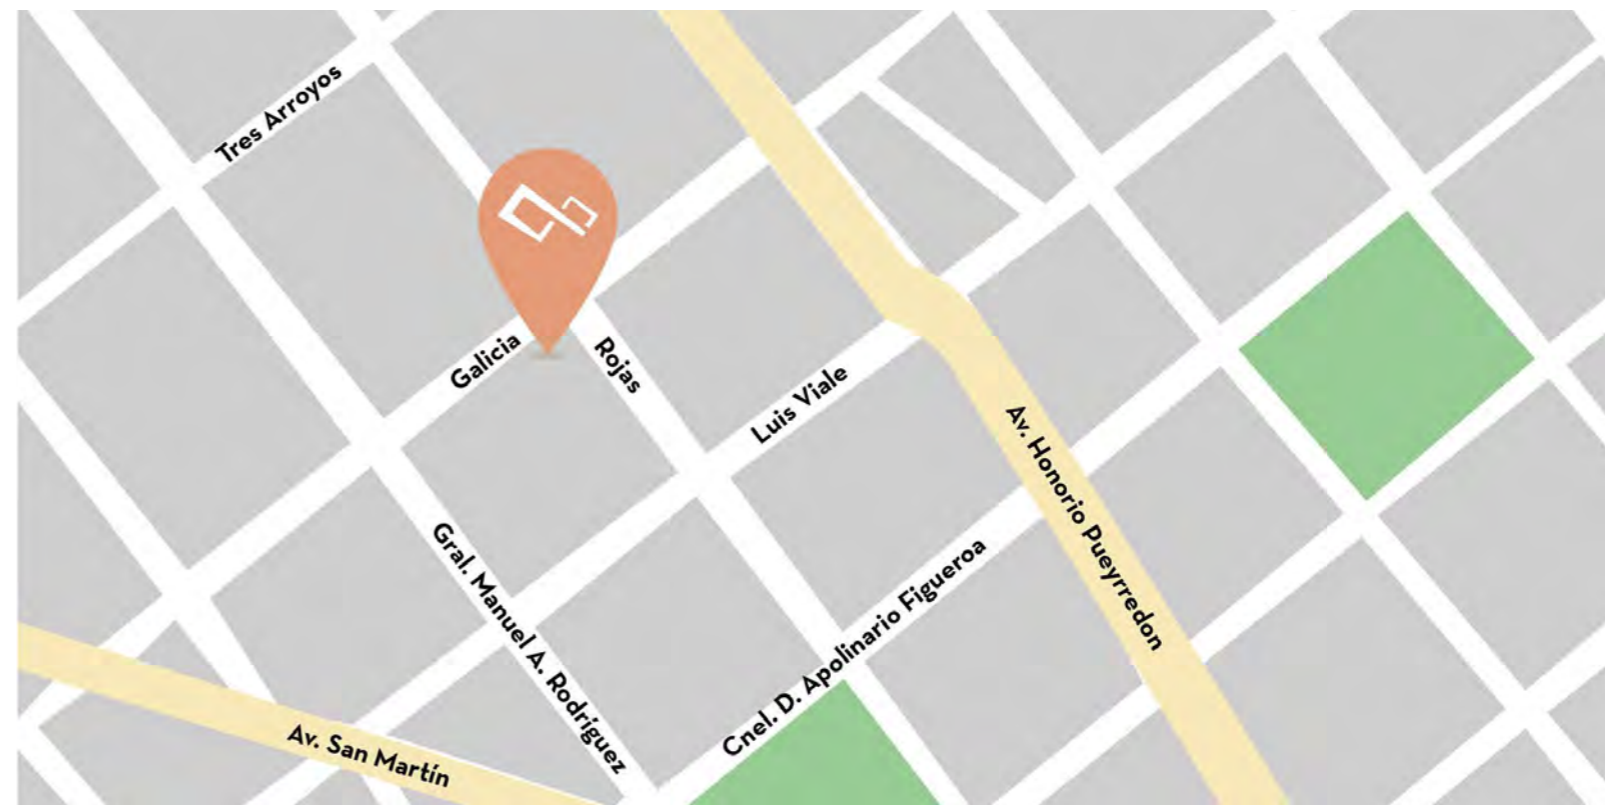 Tres Arroyos
Galicia
Rojas
Luis Viale
Av. Honorio Pueyrredon
Gral. Manuel A. Rodríguez
Cnel. D. Apolinario Figueroa
Av. San Martín